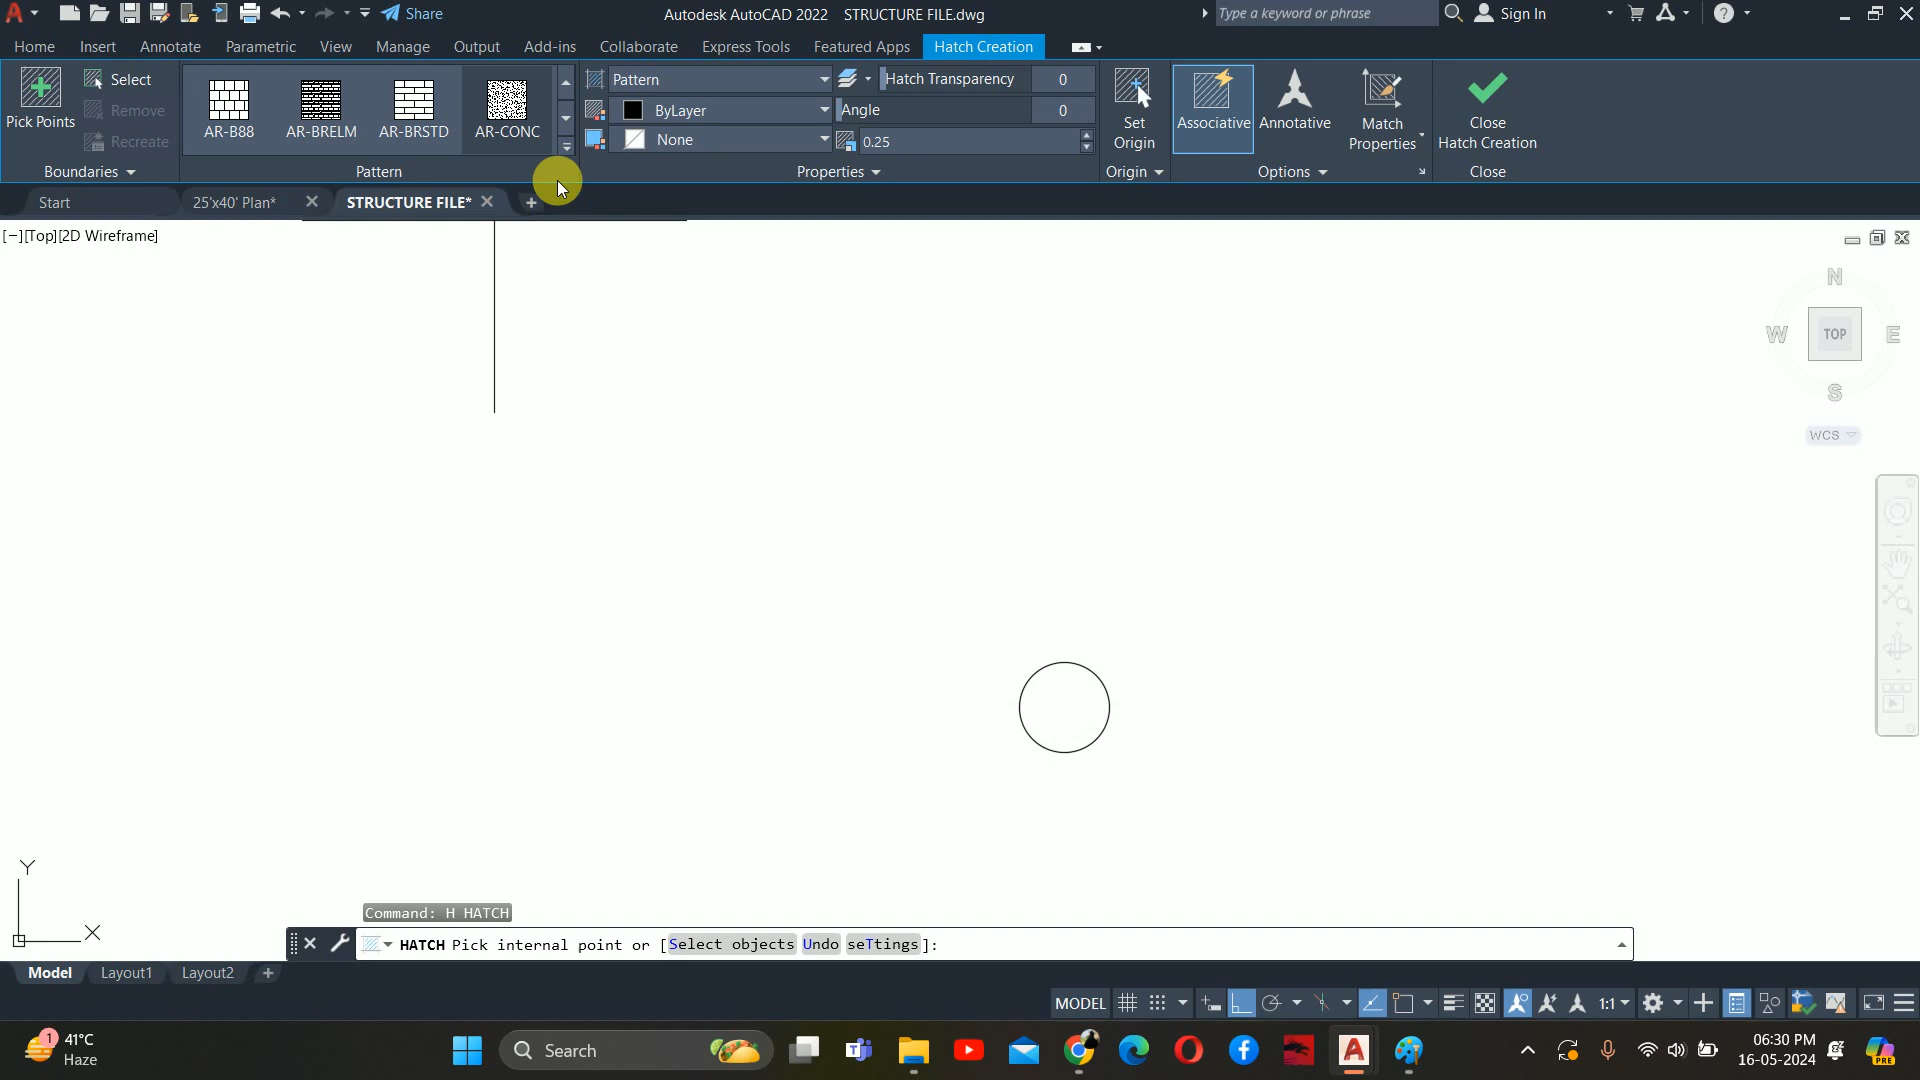 Share
Autodesk AutoCAD 2022 STRUCTURE FILE.dwg
Type a keyword or phrase
Sign In
Home Insert Annotate Parametric View Manage Output Add-ins Collaborate Express Tools Featured Apps Hatch Creation
Pick Points
Select
Remove
Recreate
Boundaries
AR-B88 AR-BRELM AR-BRSTD AR-CONC
Pattern
Pattern
ByLayer
None
Hatch Transparency 0
Angle 0
0.25
Properties
Set
Origin
Origin
Associative
Annotative
Match
Properties
Options
Close
Hatch Creation
Close
Start 25'x40' Plan* STRUCTURE FILE*
[−][Top][2D Wireframe]
N
W TOP E
S
WCS
Y
X
Command: H HATCH
HATCH Pick internal point or [Select objects Undo seTtings]:
Model Layout1 Layout2
MODEL 1:1
1
41°C
Haze
Search
06:30 PM
16-05-2024
PRE